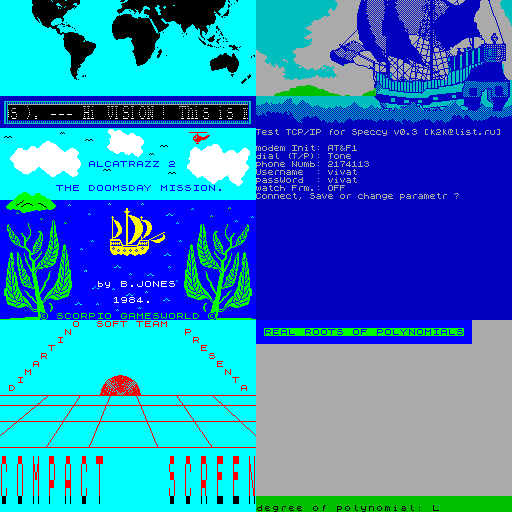 S ). --- Hi VISION ! This is
ALCATRAZZ 2
THE DOOMSDAY MISSION.
by B.JONES
1984.
© SCORPIO GAMESWORLD ©
Test TCP/IP for Speccy v0.3 [k2k@list.ru]
modem Init: AT&F1
dial (T/P): Tone
phone Numb: 2174113
Username  : vivat
password  : vivat
watch Frm.: OFF
Connect, Save or change parametr ?
DIMARTINO SOFT TEAM PRESENTA
COMPACT SCREEN
REAL ROOTS OF POLYNOMIALS
degree of polynomial: L